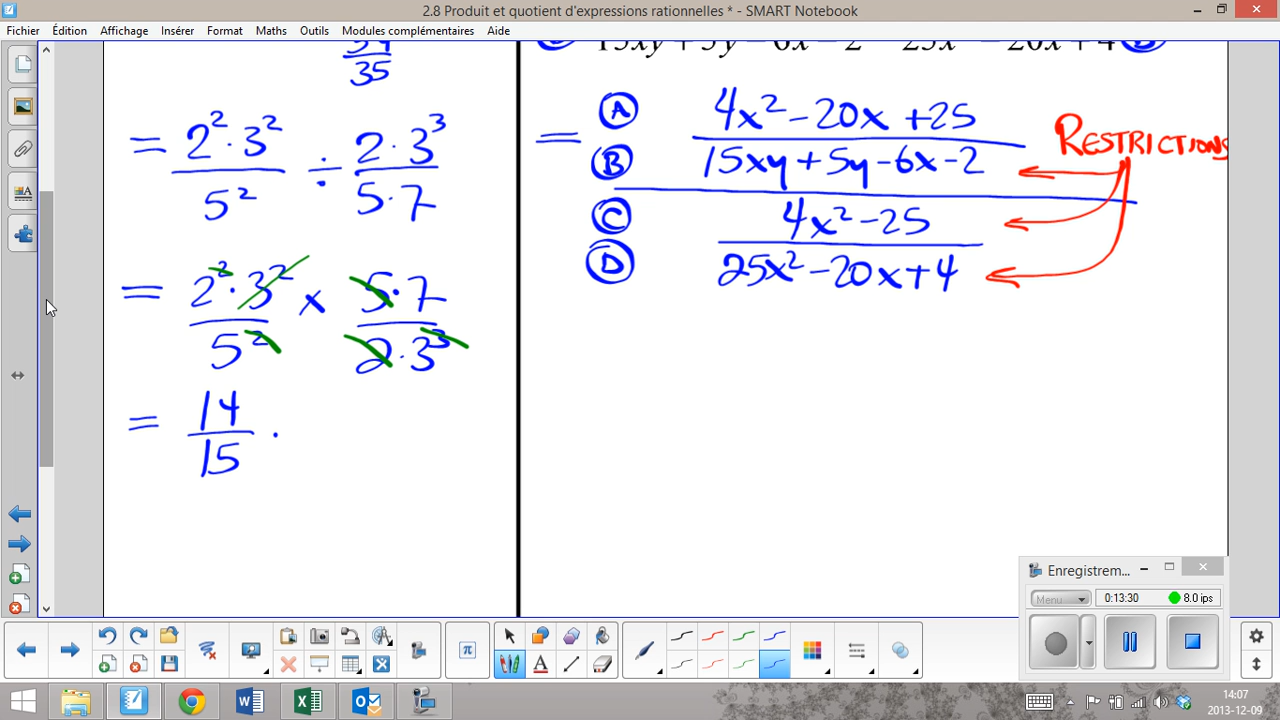 2.8 Produit et quotient d'expressions rationnelles * - SMART Notebook
Fichier Édition Affichage Insérer Format Maths Outils Modules complémentaires Aide
35
= 2² · 3² / 5² ÷ 2 · 3³ / 5 · 7
= 2² · 3² / 5² x 5 · 7 / 2 · 3³
= 14 / 15 .
= A 4x² - 20x + 25
B 15xy + 5y - 6x - 2
C 4x² - 25
D 25x² - 20x + 4
RESTRICTIONS
Enregistrem...
Menu 0:13:30 8.0 ips
π
A
14:07
2013-12-09